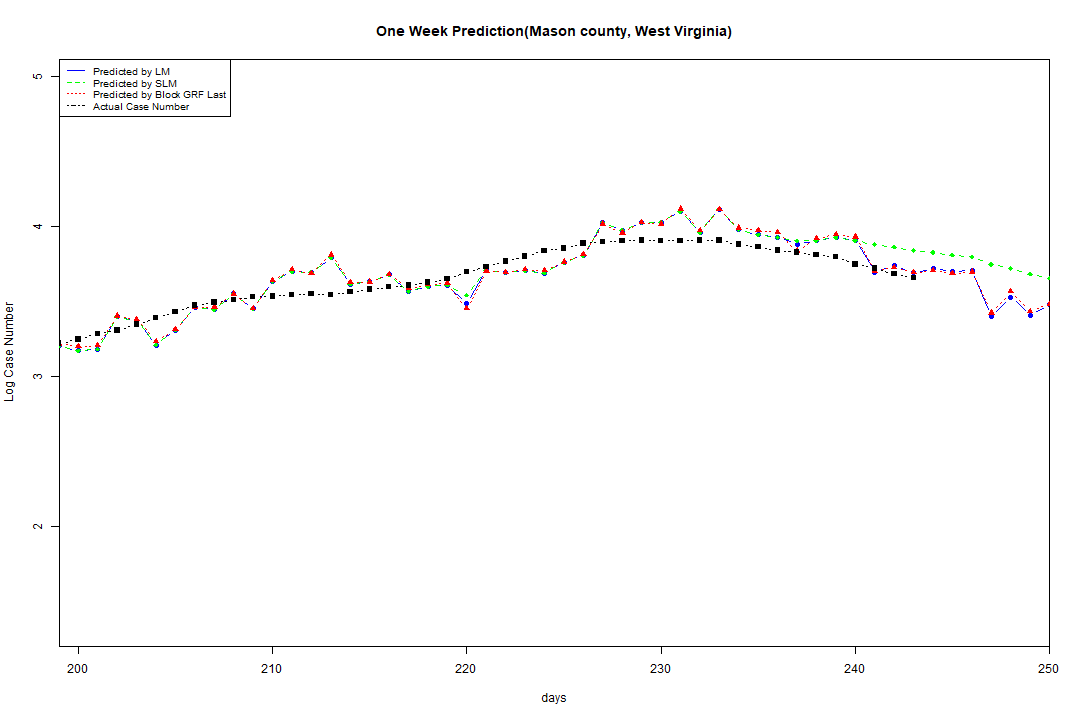 One Week Prediction(Mason county, West Virginia)
Predicted by LM
Predicted by SLM
Predicted by Block GRF Last
Actual Case Number
5
4
3
2
Log Case Number
200 210 220 230 240 250
days